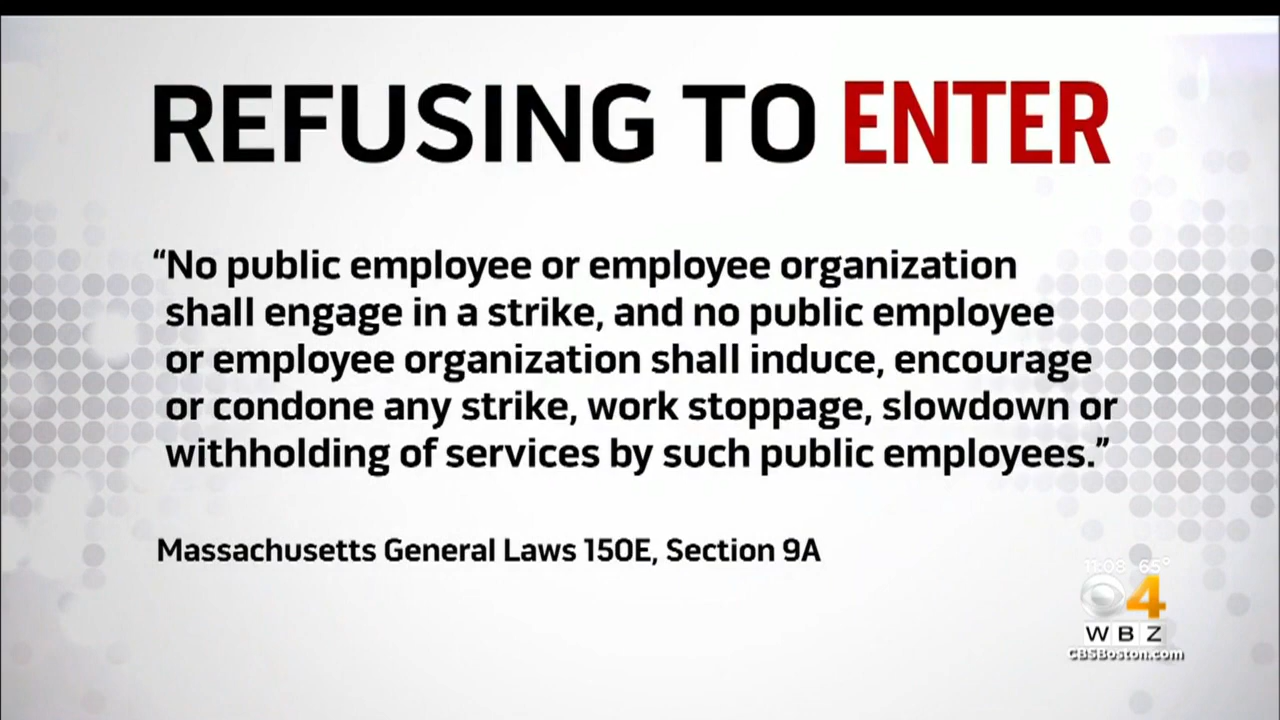 REFUSING TO ENTER
“No public employee or employee organization
shall engage in a strike, and no public employee
or employee organization shall induce, encourage
or condone any strike, work stoppage, slowdown or
withholding of services by such public employees.”
Massachusetts General Laws 150E, Section 9A
11:08 65°
4
WBZ
CBSBoston.com